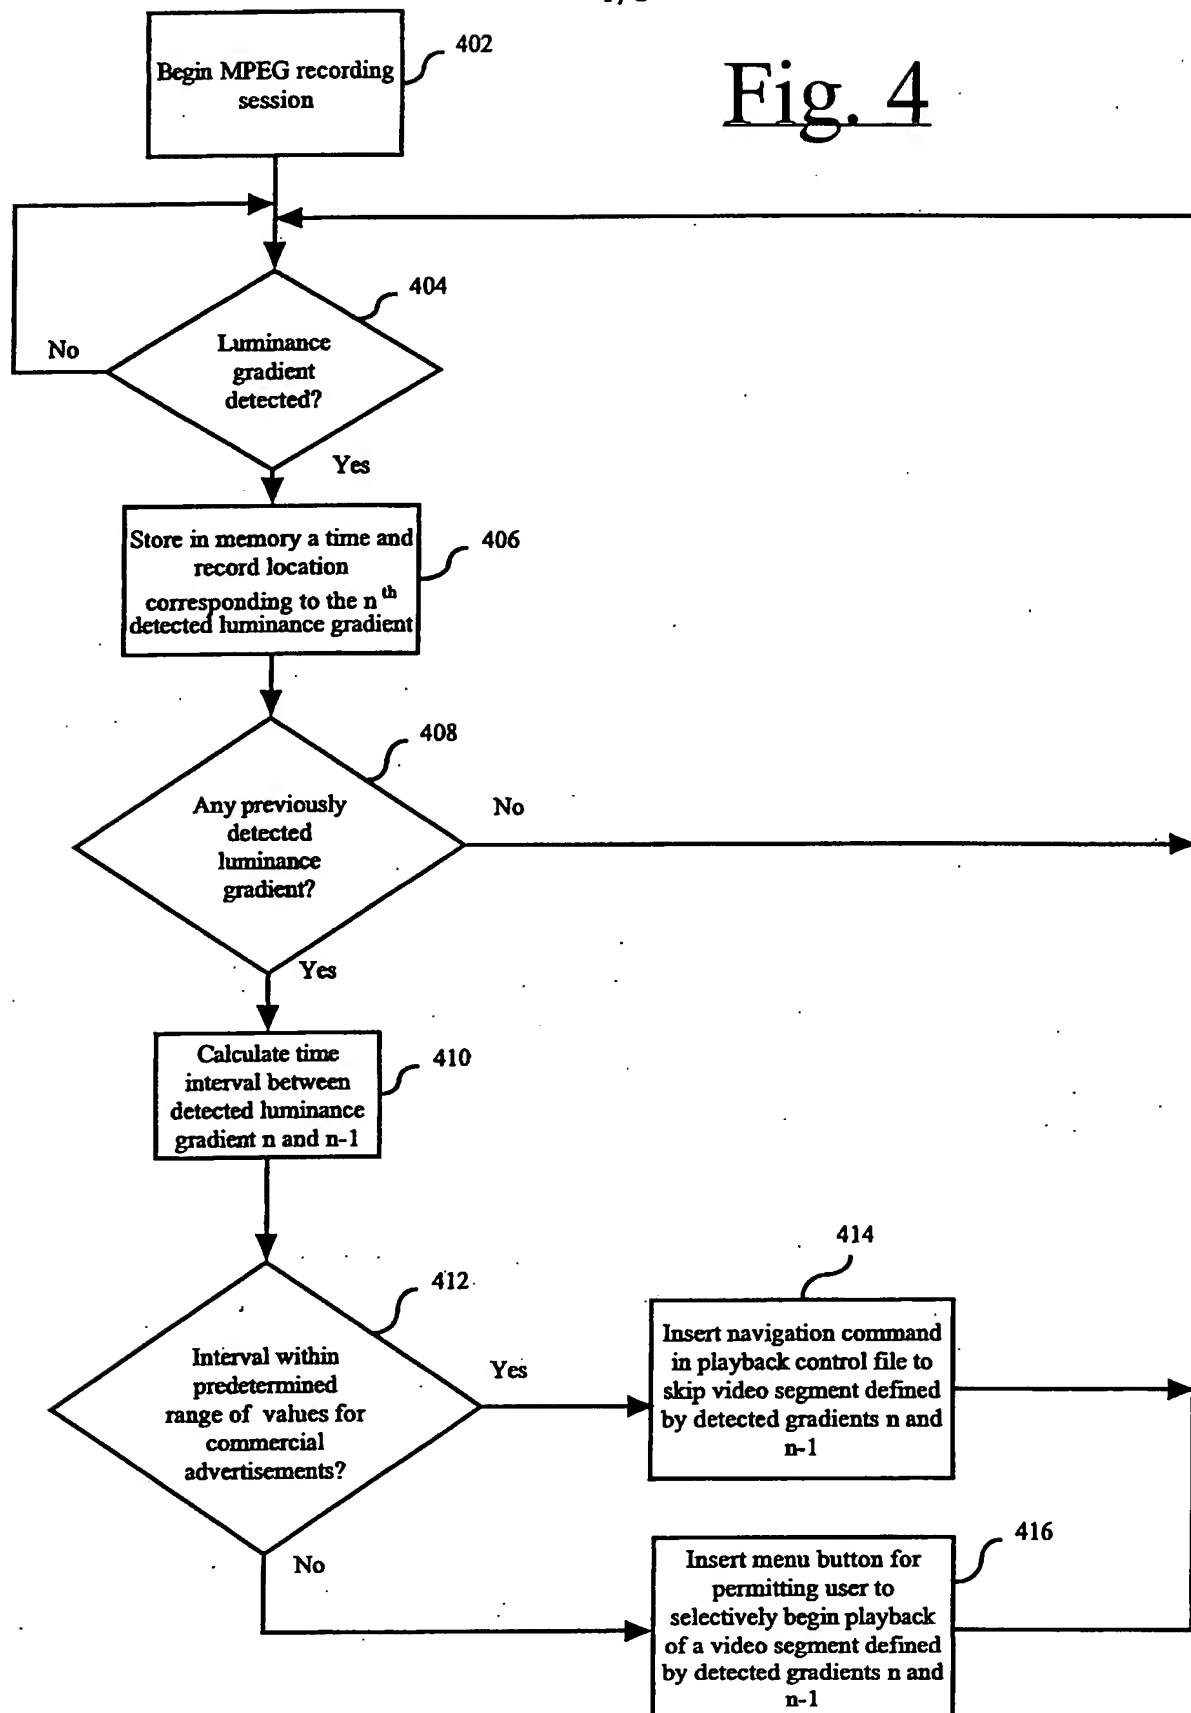 Fig. 4
Begin MPEG recording
session
402
Luminance
gradient
detected?
404
No
Yes
Store in memory a time and
record location
corresponding to the n th
detected luminance gradient
406
Any previously
detected
luminance
gradient?
408
No
Yes
Calculate time
interval between
detected luminance
gradient n and n-1
410
Interval within
predetermined
range of values for
commercial
advertisements?
412
Yes
No
414
Insert navigation command
in playback control file to
skip video segment defined
by detected gradients n and
n-1
416
Insert menu button for
permitting user to
selectively begin playback
of a video segment defined
by detected gradients n and
n-1